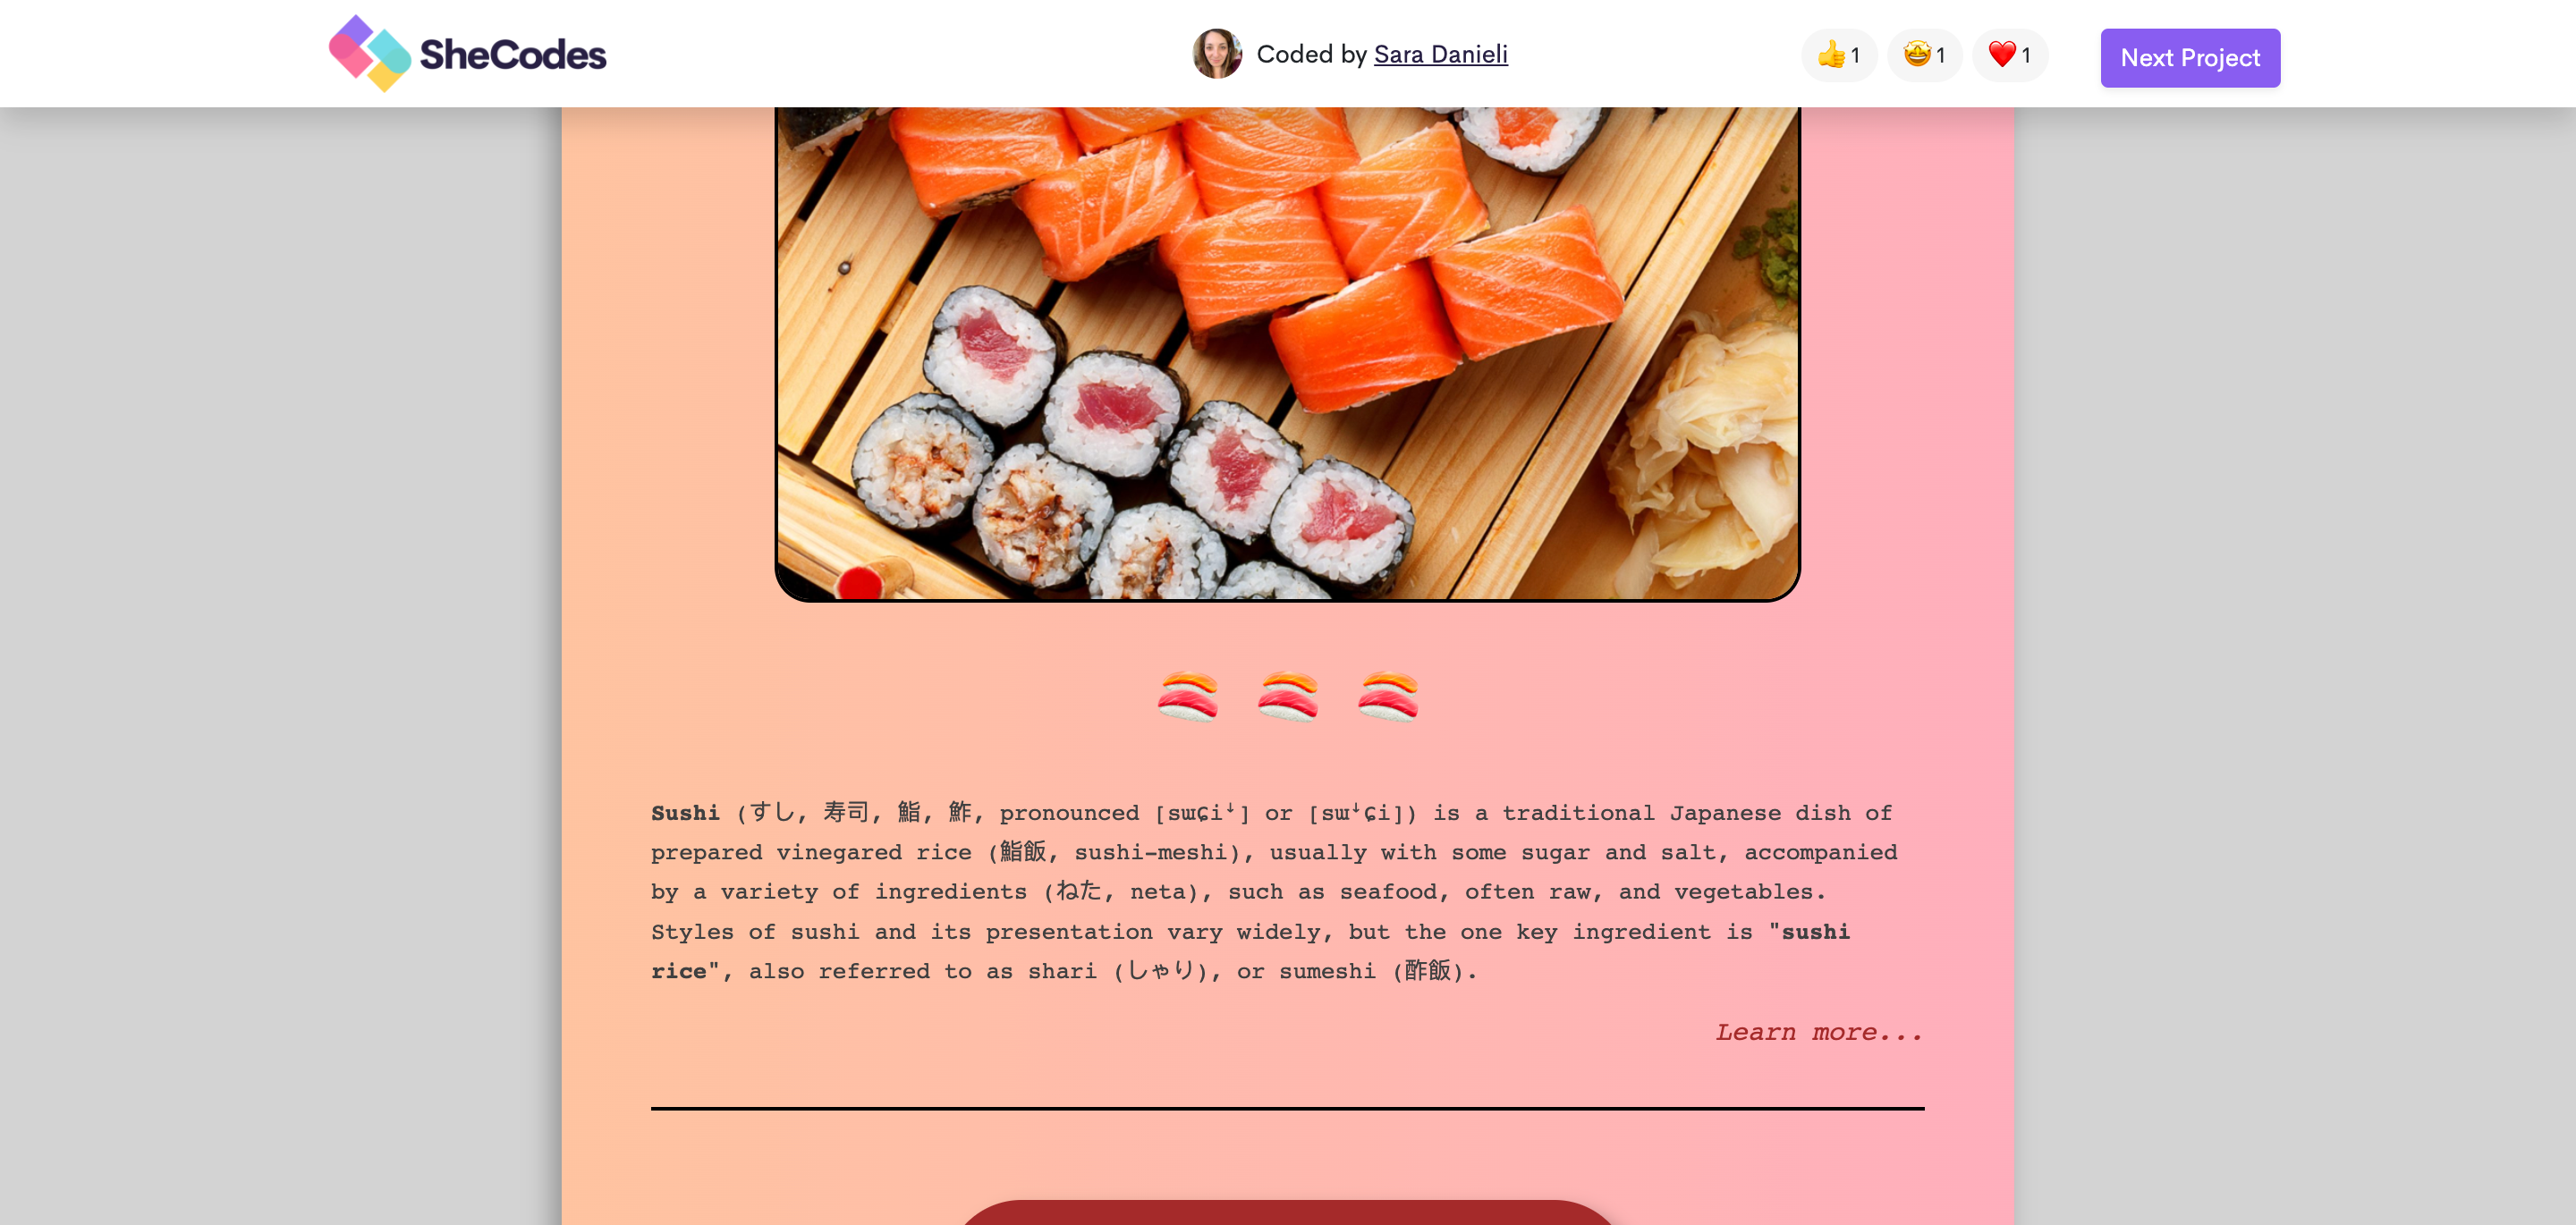 SheCodes
Coded by Sara Danieli
👍 1 🤩 1 ❤️ 1
Next Project
Sushi (すし, 寿司, 鮨, 鮓, pronounced [sɯɕiꜜ] or [sɯꜜɕi]) is a traditional Japanese dish of
prepared vinegared rice (鮨飯, sushi-meshi), usually with some sugar and salt, accompanied
by a variety of ingredients (ねた, neta), such as seafood, often raw, and vegetables.
Styles of sushi and its presentation vary widely, but the one key ingredient is "sushi
rice", also referred to as shari (しゃり), or sumeshi (酢飯).
Learn more...